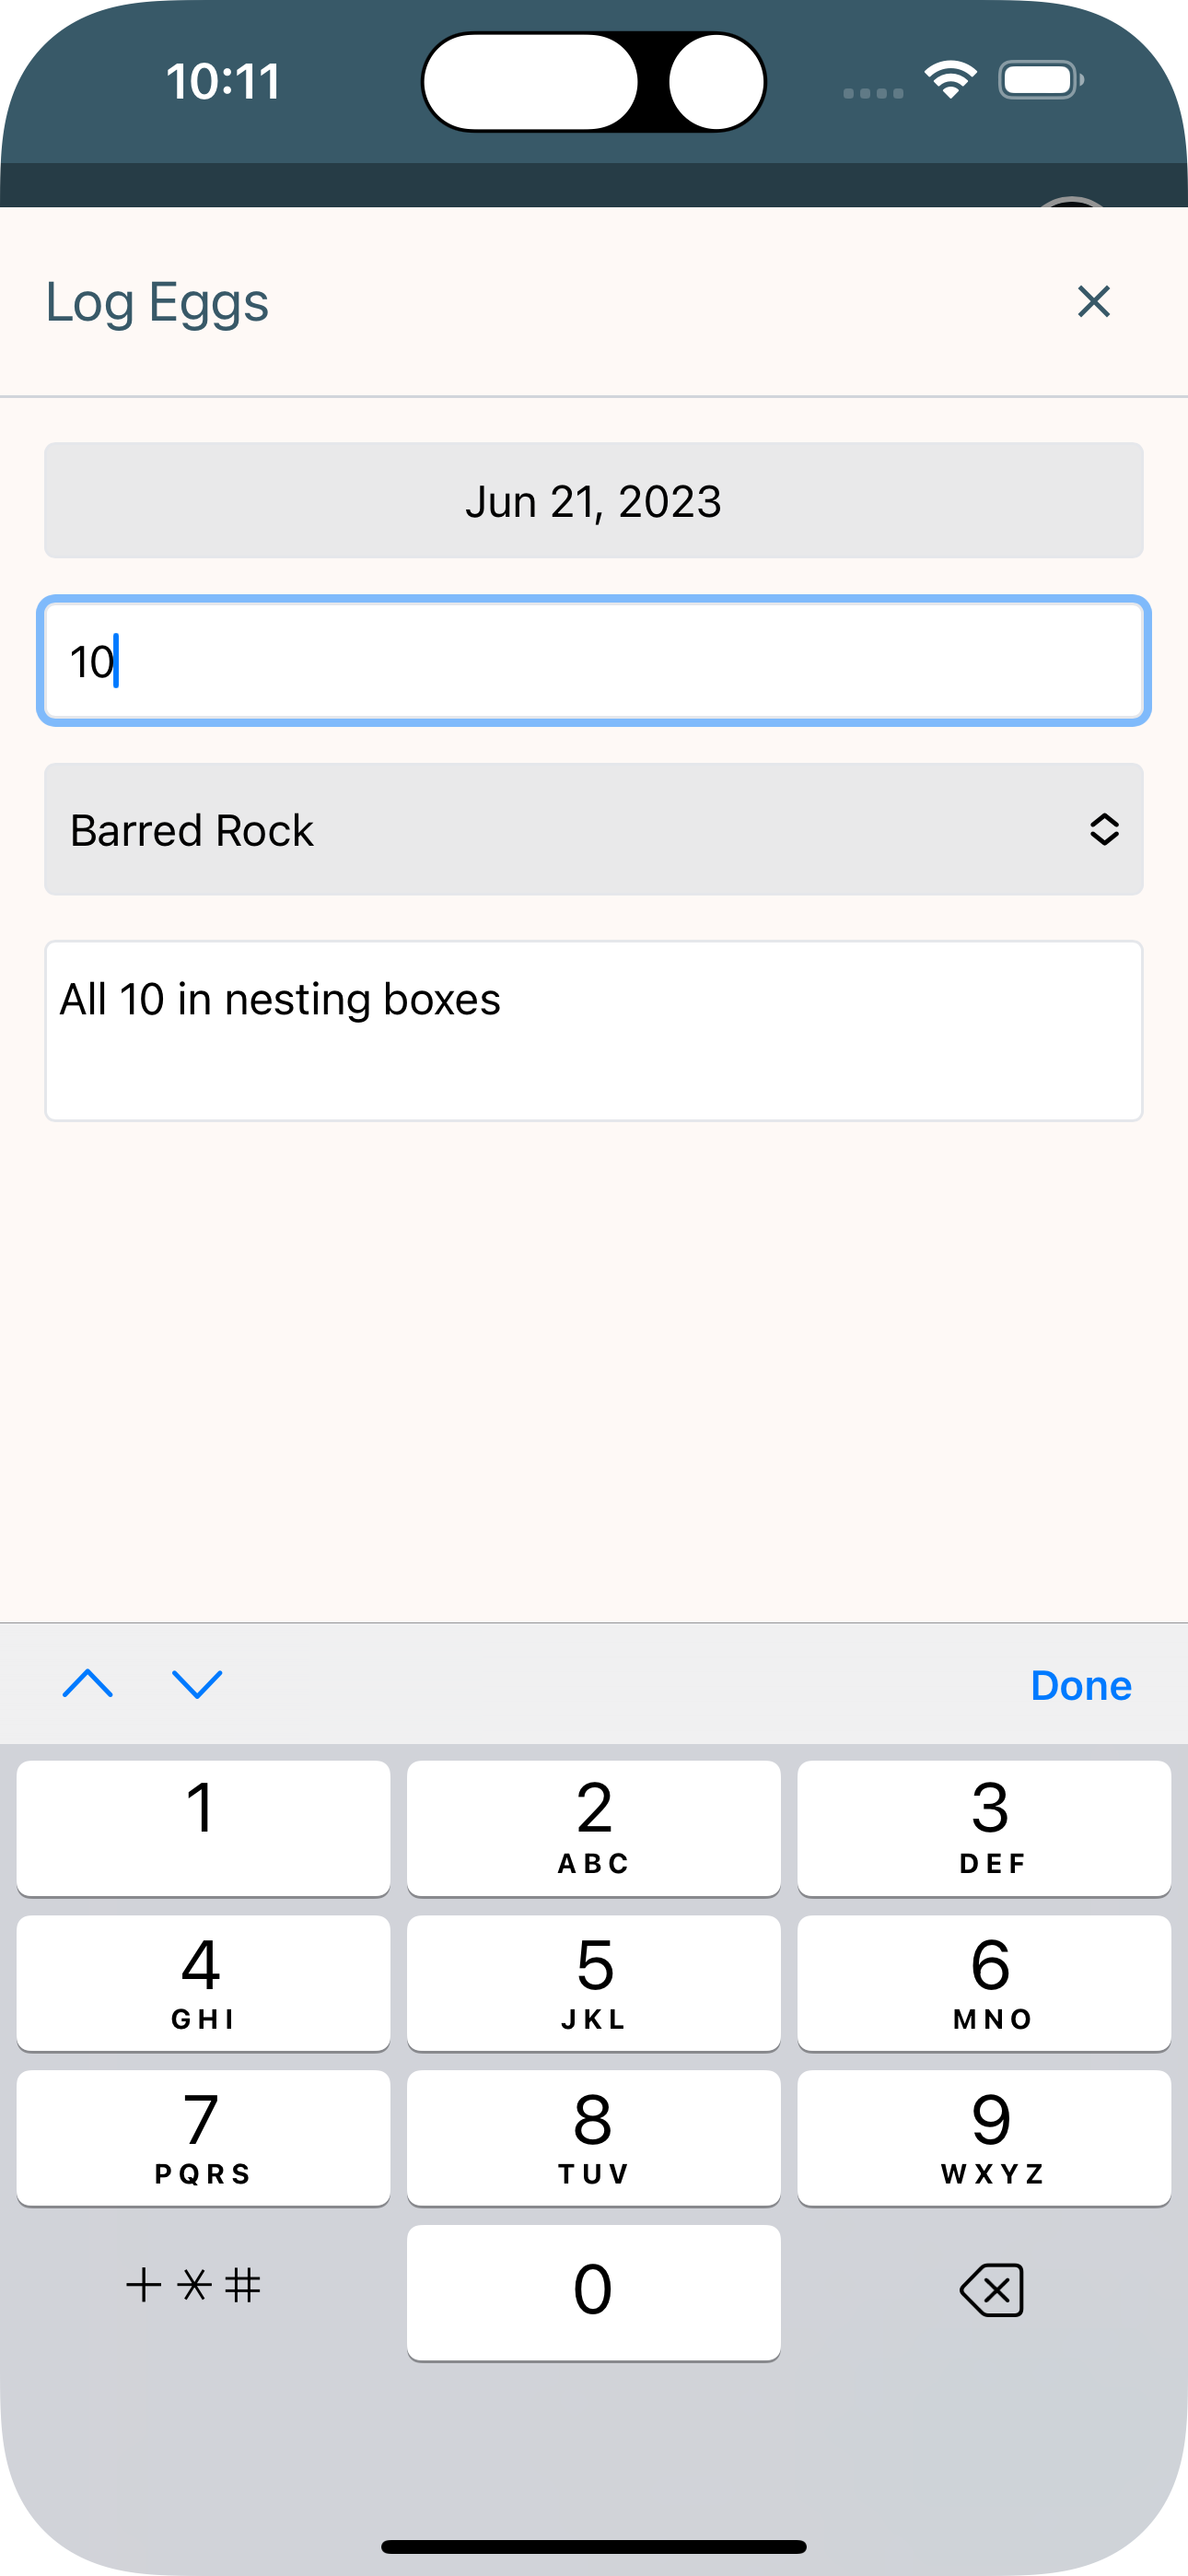 10:11
Log Eggs
Jun 21, 2023
10
Barred Rock
All 10 in nesting boxes
Done
1
2
ABC
3
DEF
4
GHI
5
JKL
6
MNO
7
PQRS
8
TUV
9
WXYZ
+*#
0